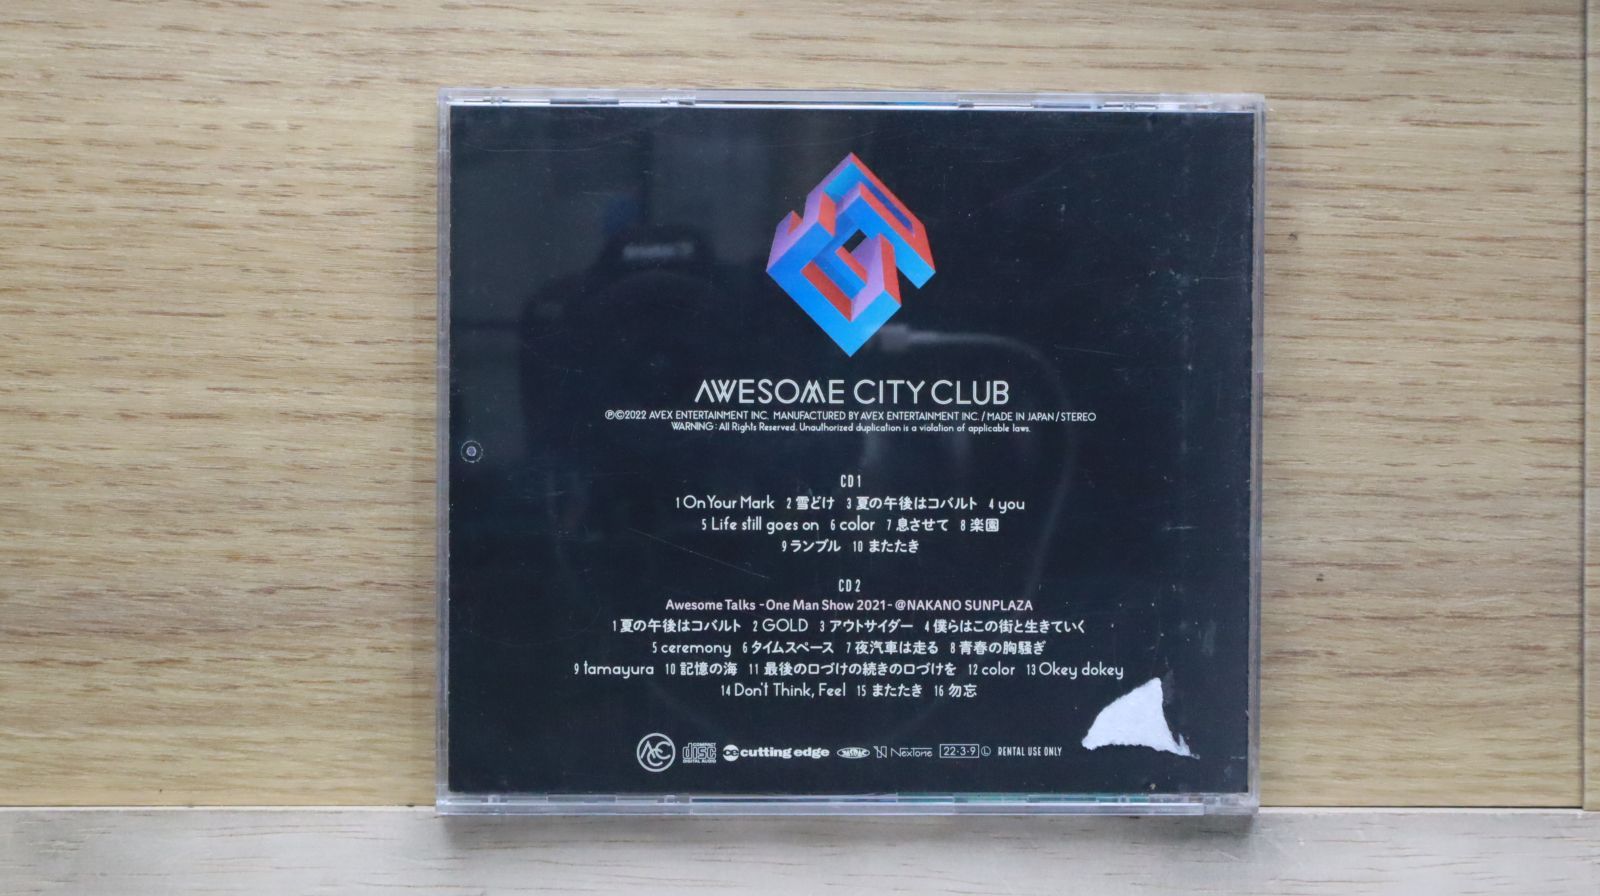 AWESOME CITY CLUB
℗©2022 AVEX ENTERTAINMENT INC. MANUFACTURED BY AVEX ENTERTAINMENT INC. / MADE IN JAPAN / STEREO
WARNING : All Rights Reserved. Unauthorized duplication is a violation of applicable laws.
CD 1
1 On Your Mark 2 雪どけ 3 夏の午後はコバルト 4 you
5 Life still goes on 6 color 7 息させて 8 楽園
9 ランブル 10 またたき
CD 2
Awesome Talks -One Man Show 2021- @NAKANO SUNPLAZA
1 夏の午後はコバルト 2 GOLD 3 アウトサイダー 4 僕らはこの街と生きていく
5 ceremony 6 タイムスペース 7 夜汽車は走る 8 青春の胸騒ぎ
9 tamayura 10 記憶の海 11 最後の口づけの続きの口づけを 12 color 13 Okey dokey
14 Don't Think, Feel 15 またたき 16 勿忘
ACC COMPACT disc DIGITAL AUDIO ce cutting edge JASRAC N NexTone 22・3・9 Ⓛ RENTAL USE ONLY